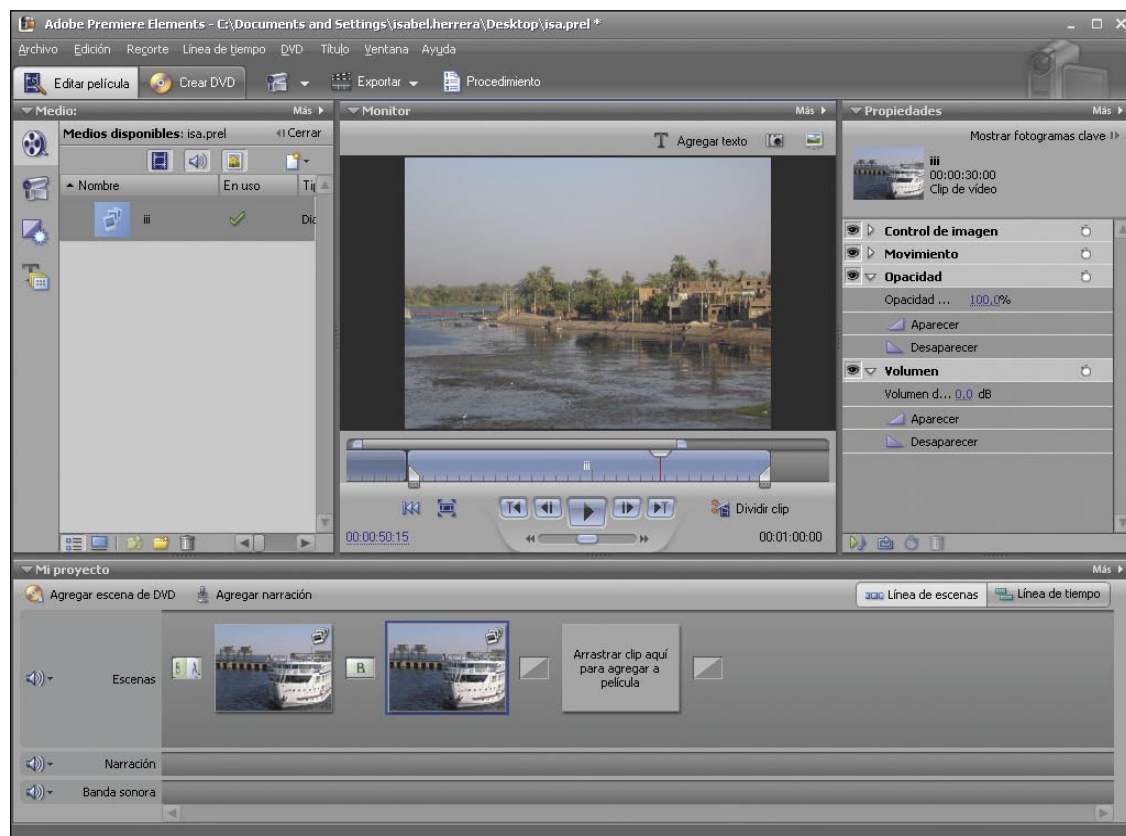 Adobe Premiere Elements - C:\Documents and Settings\isabel.herrera\Desktop\isa.prel *
Archivo Edición Recorte Línea de tiempo DVD Título Ventana Ayuda
Editar película Crear DVD Exportar Procedimiento
Medio: Más
Medios disponibles: isa.prel Cerrar
Nombre En uso
iii
Monitor Más
T Agregar texto
iii
Dividir clip
00:00:50:15 00:01:00:00
Propiedades Más
Mostrar fotogramas clave
iii
00:00:30:00
Clip de vídeo
Control de imagen
Movimiento
Opacidad
Opacidad ... 100,0%
Aparecer
Desaparecer
Volumen
Volumen d... 0,0 dB
Aparecer
Desaparecer
Mi proyecto Más
Agregar escena de DVD Agregar narración Línea de escenas Línea de tiempo
Escenas
B
Arrastrar clip aquí
para agregar a
película
Narración
Banda sonora